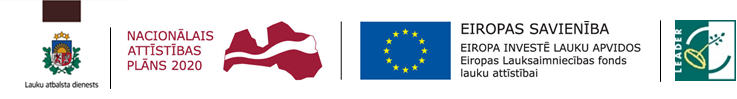 Lauku atbalsta dienests
NACIONĀLAIS
ATTĪSTĪBAS
PLĀNS 2020
EIROPAS SAVIENĪBA
EIROPA INVESTĒ LAUKU APVIDOS
Eiropas Lauksaimniecības fonds
lauku attīstībai
LEADER